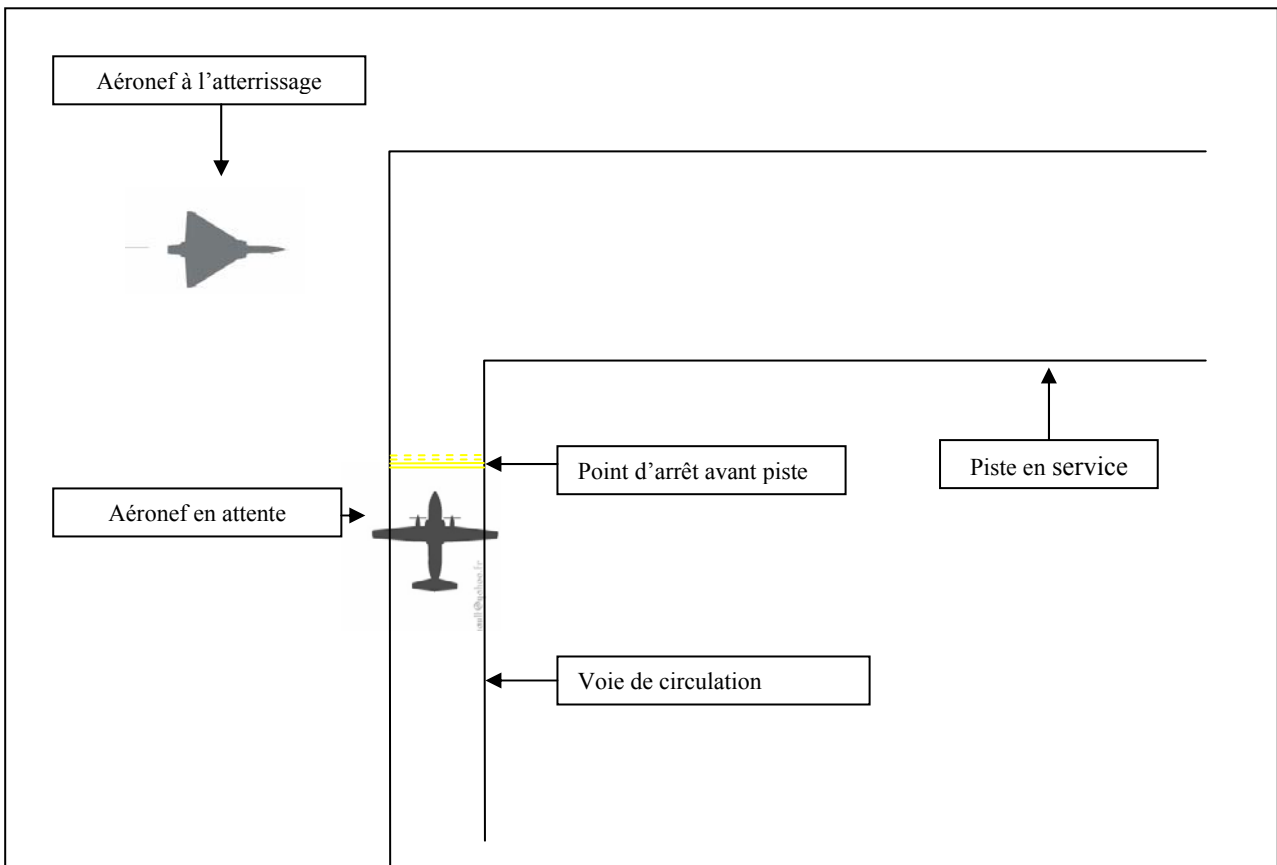 Aéronef à l’atterrissage
Point d’arrêt avant piste
Piste en service
Aéronef en attente
Voie de circulation